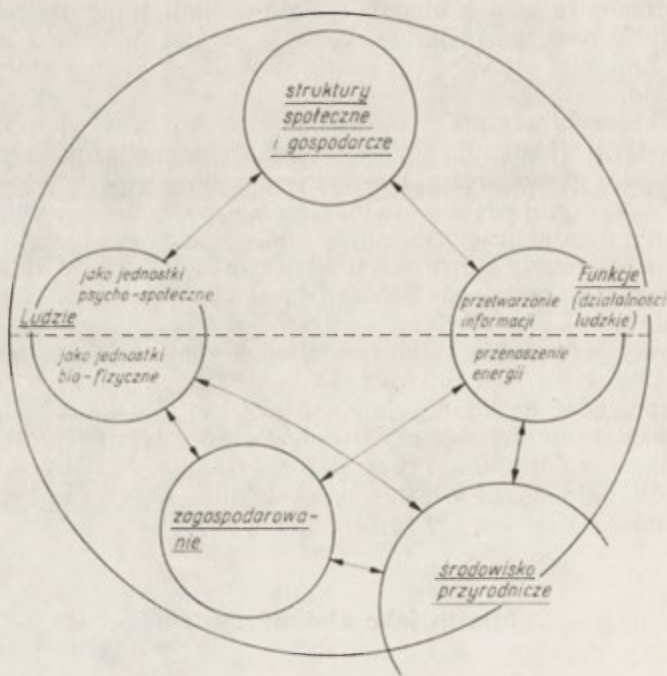 struktury
społeczne
i gospodarcze
jako jednostki
psycho-społeczne
Ludzie
jako jednostki
bio-fizyczne
Funkcje
(działalności
ludzkie)
przetwarzanie
informacji
przenoszenie
energii
zagospodarowa-
nie
środowisko
przyrodnicze